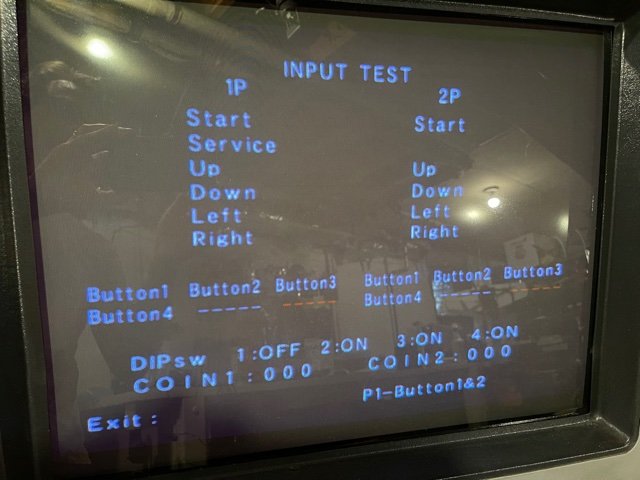 INPUT TEST
1P 2P
Start Start
Service
Up Up
Down Down
Left Left
Right Right
Button1 Button2 Button3 Button1 Button2 Button3
Button4 ----- ----- Button4 ----- -----
DIPsw 1:OFF 2:ON 3:ON 4:ON
COIN1:000 COIN2:000
P1-Button1&2
Exit: